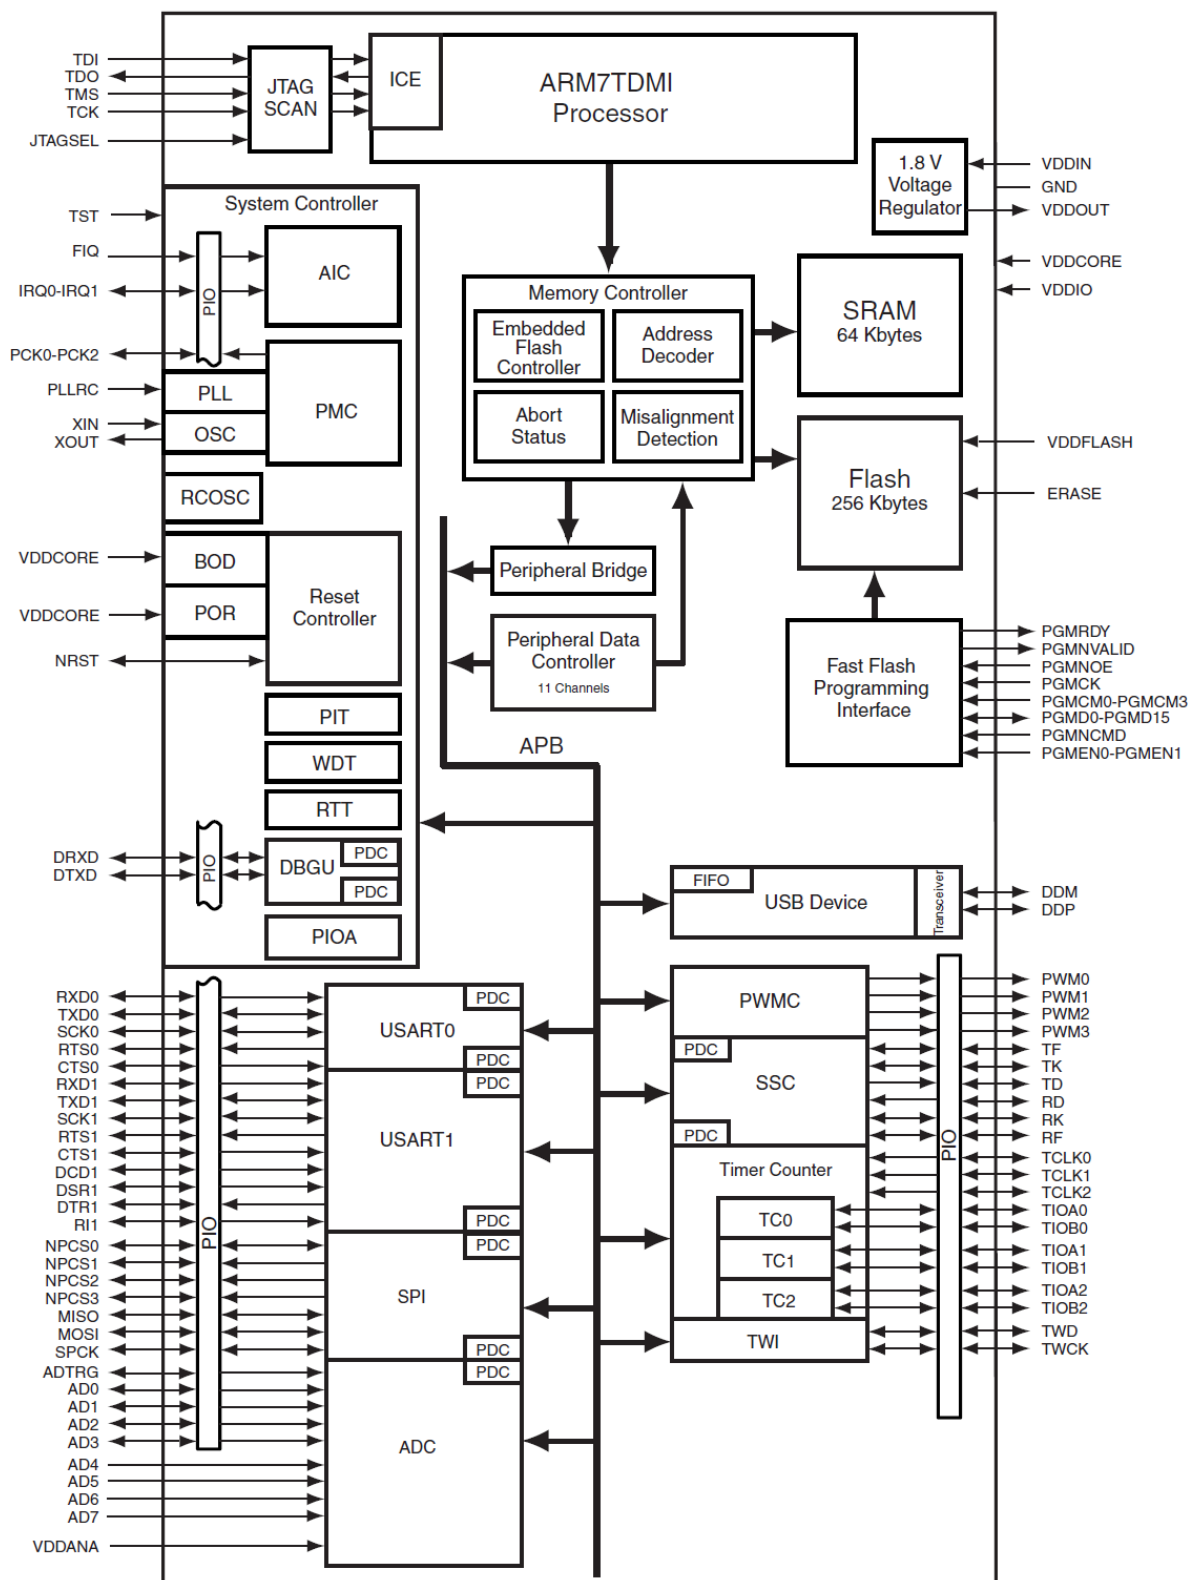 TDI
TDO
TMS
TCK
JTAGSEL
JTAG
SCAN
ICE
ARM7TDMI
Processor
1.8 V
Voltage
Regulator
VDDIN
GND
VDDOUT
VDDCORE
VDDIO
System Controller
TST
FIQ
IRQ0-IRQ1
PIO
AIC
PCK0-PCK2
PLLRC
XIN
XOUT
PLL
OSC
PMC
RCOSC
VDDCORE
BOD
VDDCORE
POR
NRST
Reset
Controller
PIT
WDT
RTT
DRXD
DTXD
PIO
DBGU
PDC
PDC
PIOA
Memory Controller
Embedded
Flash
Controller
Address
Decoder
Abort
Status
Misalignment
Detection
SRAM
64 Kbytes
Flash
256 Kbytes
VDDFLASH
ERASE
Peripheral Bridge
Peripheral Data
Controller
11 Channels
APB
Fast Flash
Programming
Interface
PGMRDY
PGMNVALID
PGMNOE
PGMCK
PGMCM0-PGMCM3
PGMD0-PGMD15
PGMNCMD
PGMEN0-PGMEN1
FIFO
USB Device
Transceiver
DDM
DDP
RXD0
TXD0
SCK0
RTS0
CTS0
RXD1
TXD1
SCK1
RTS1
CTS1
DCD1
DSR1
DTR1
RI1
NPCS0
NPCS1
NPCS2
NPCS3
MISO
MOSI
SPCK
ADTRG
AD0
AD1
AD2
AD3
AD4
AD5
AD6
AD7
VDDANA
PIO
PDC
USART0
PDC
PDC
USART1
PDC
PDC
SPI
PDC
PDC
ADC
PWMC
PDC
SSC
PDC
Timer Counter
TC0
TC1
TC2
TWI
PIO
PWM0
PWM1
PWM2
PWM3
TF
TK
TD
RD
RK
RF
TCLK0
TCLK1
TCLK2
TIOA0
TIOB0
TIOA1
TIOB1
TIOA2
TIOB2
TWD
TWCK